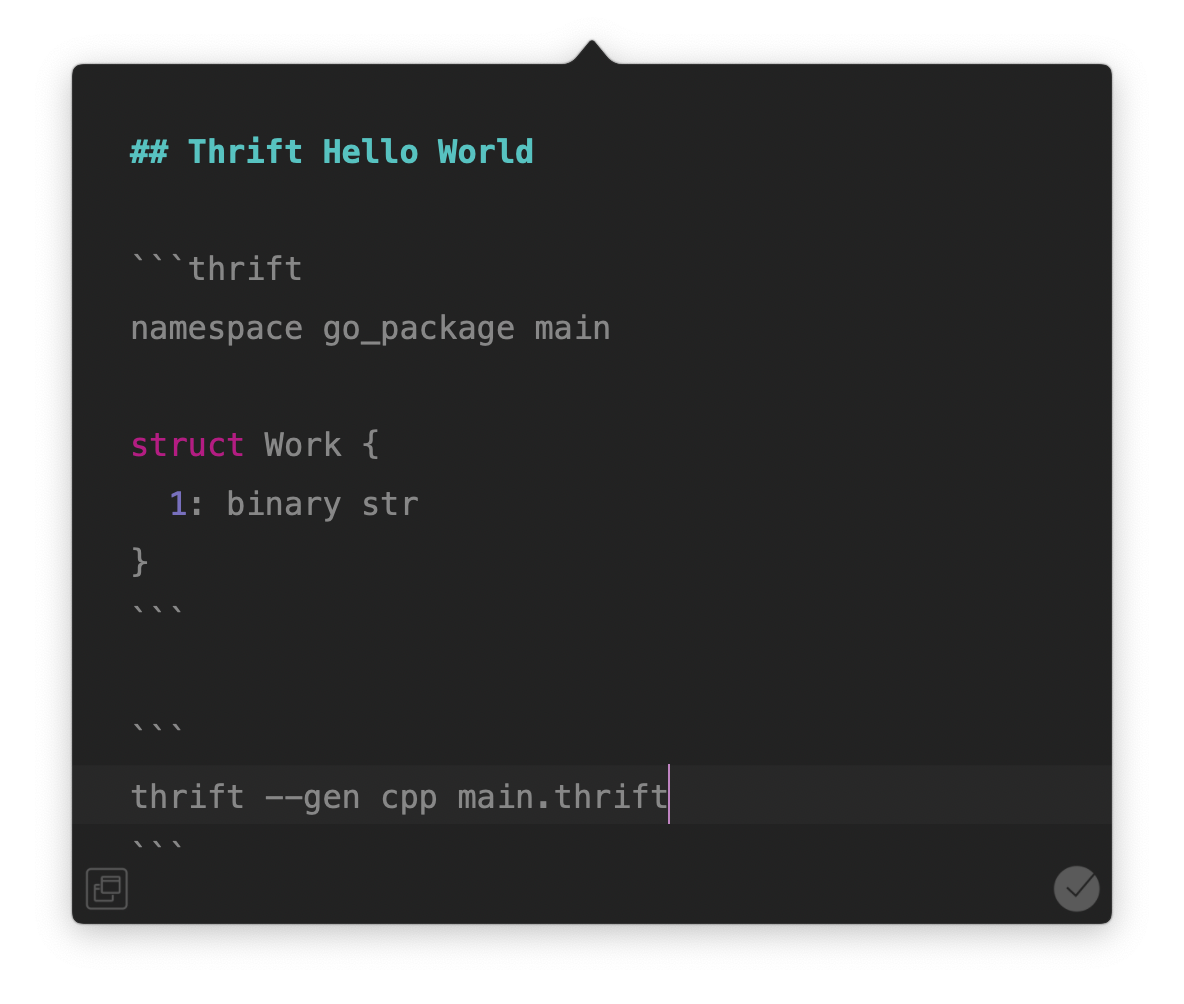 ## Thrift Hello World
```thrift
namespace go_package main
struct Work {
  1: binary str
}
```
```
thrift --gen cpp main.thrift
```